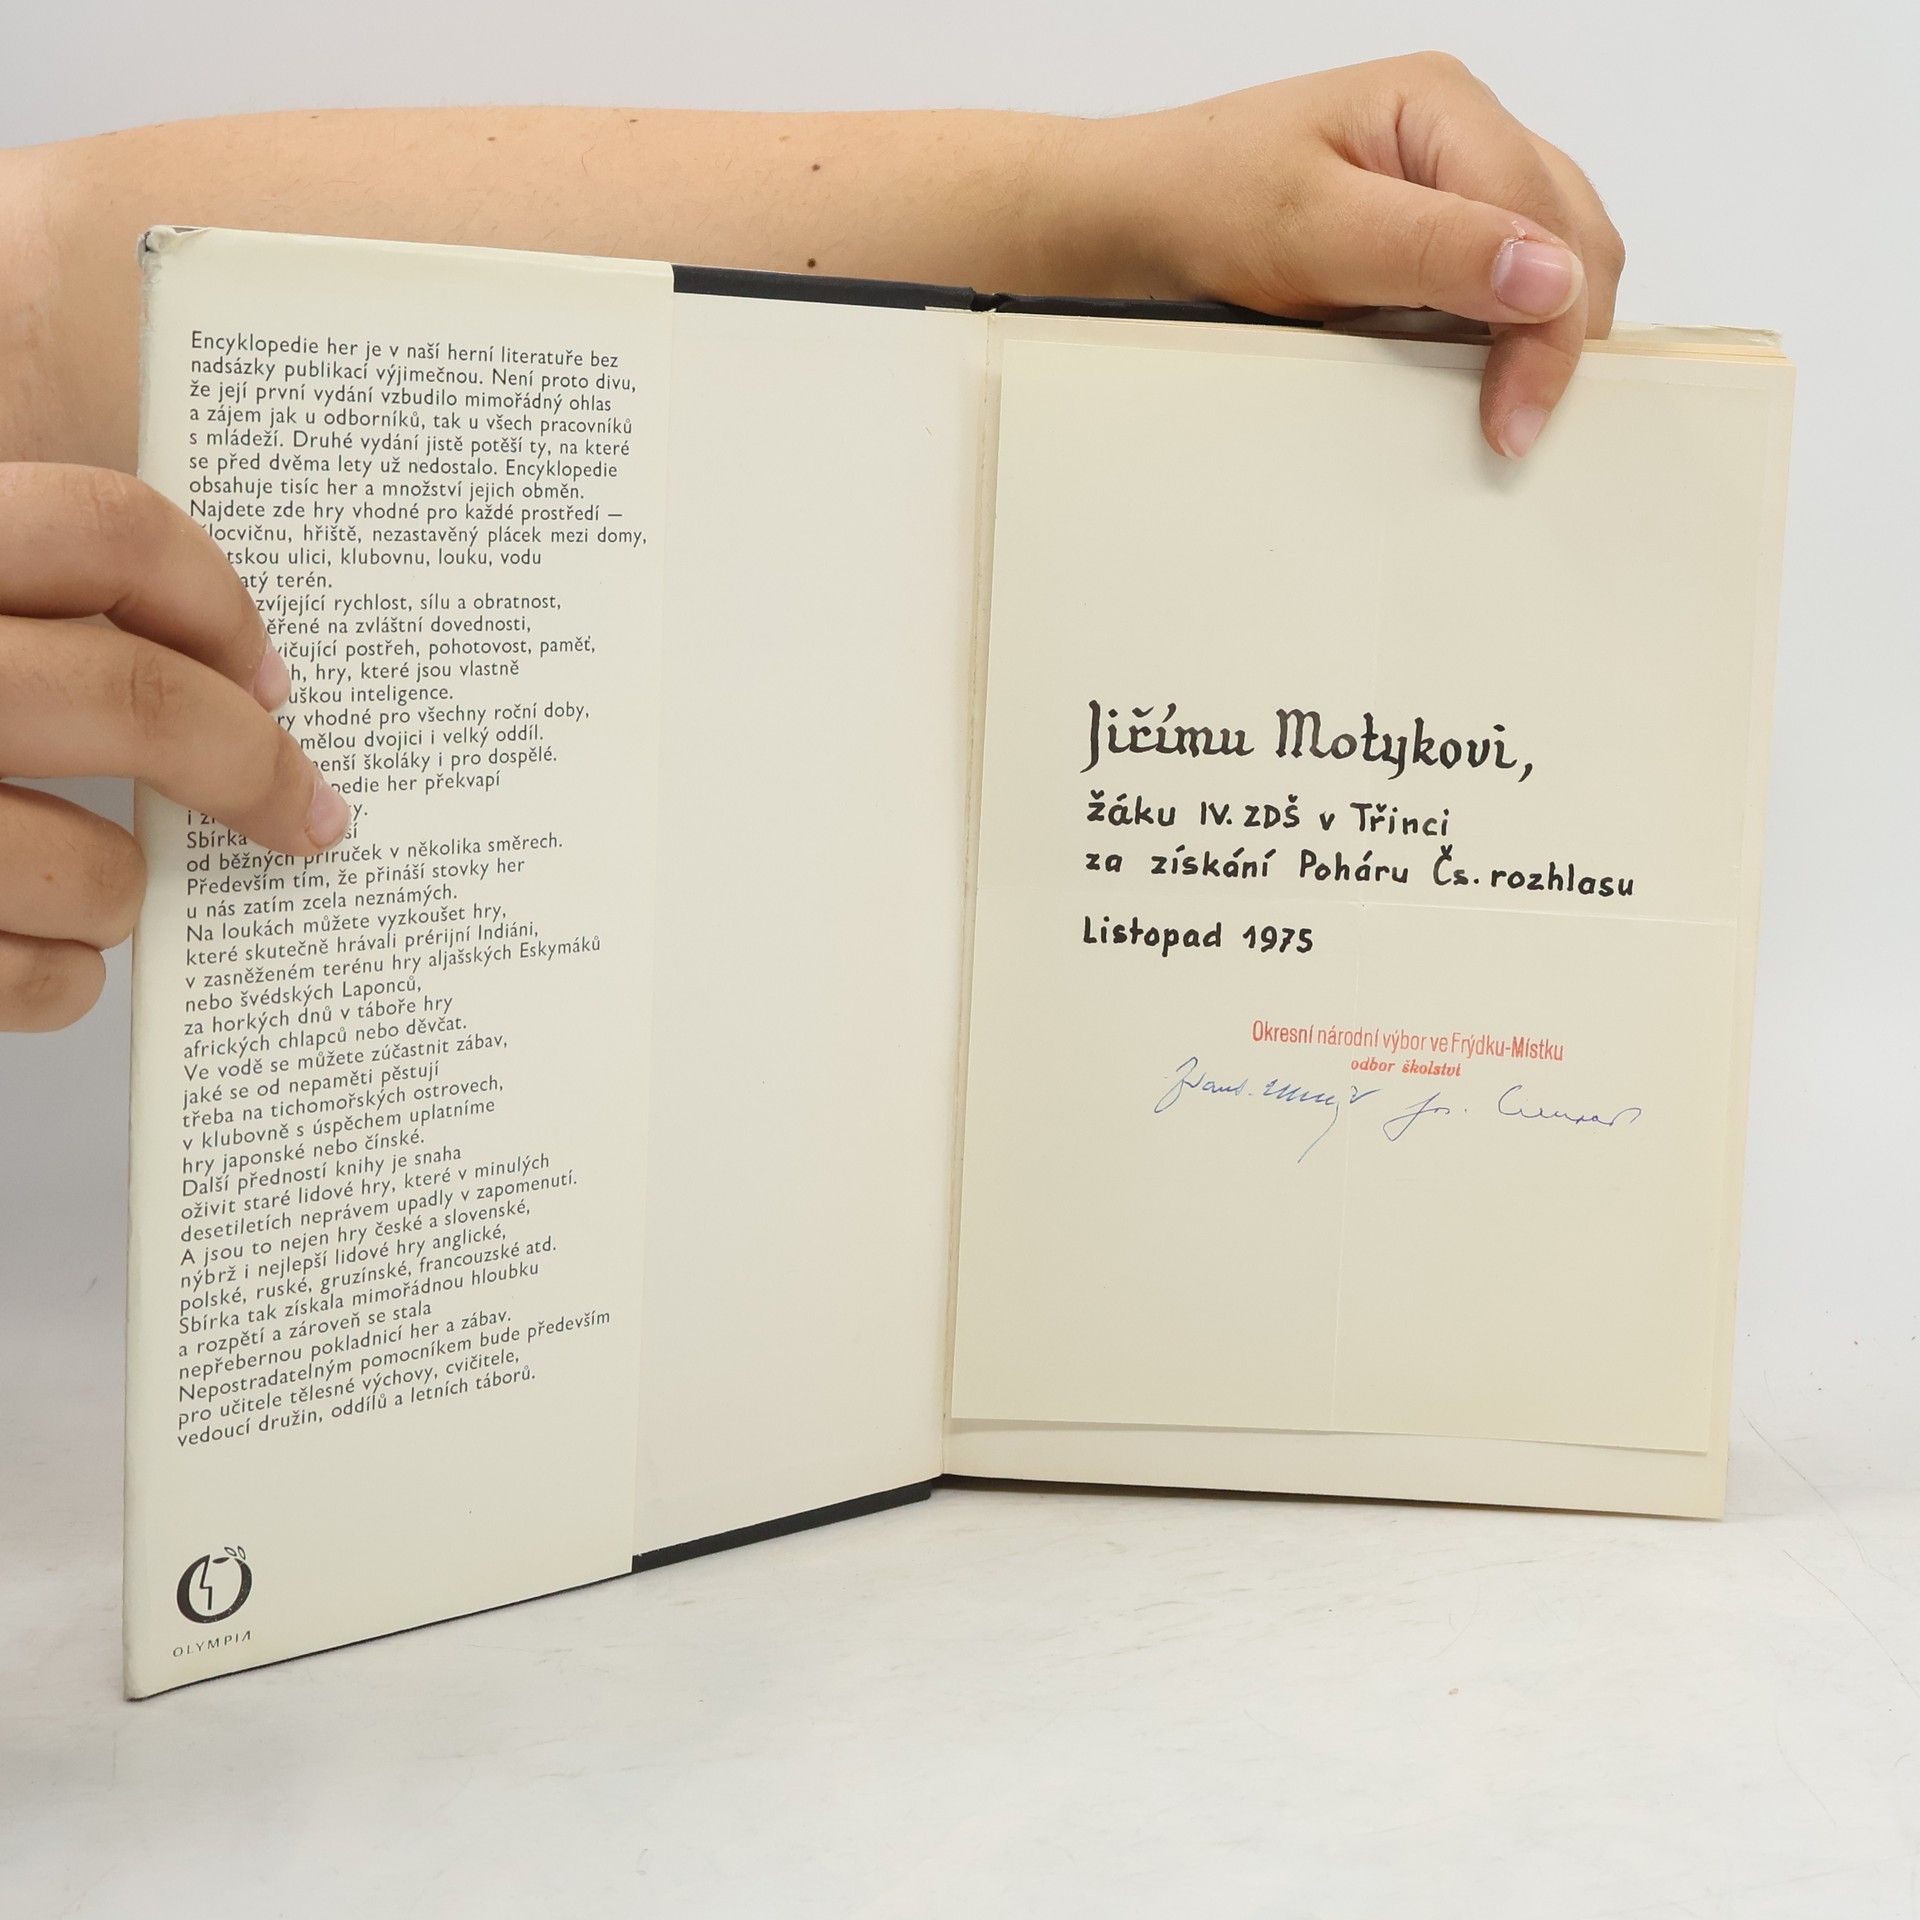 Encyklopedie her je v naší herní literatuře bez
nadsázky publikací výjimečnou. Není proto divu,
že její první vydání vzbudilo mimořádný ohlas
a zájem jak u odborníků, tak u všech pracovníků
s mládeží. Druhé vydání jistě potěší ty, na které
se před dvěma lety už nedostalo. Encyklopedie
obsahuje tisíc her a množství jejich obměn.
Najdete zde hry vhodné pro každé prostředí —
hřiště, nezastavěný plácek mezi domy,
ulici, klubovnu, louku, vodu
terén.
rychlost, sílu a obratnost,
na zvláštní dovednosti,
postřeh, pohotovost, paměť,
hry, které jsou vlastně
inteligence.
vhodné pro všechny roční doby,
dvojici i velký oddíl.
školáky i pro dospělé.
her překvapí
i
Sbírka
od běžných příruček v několika směrech.
Především tím, že přináší stovky her
u nás zatím zcela neznámých.
Na loukách můžete vyzkoušet hry,
které skutečně hrávali prérijní Indiáni,
v zasněženém terénu hry aljašských Eskymáků
nebo švédských Laponců,
za horkých dnů v táboře hry
afrických chlapců nebo děvčat.
Ve vodě se můžete zúčastnit zábav,
jaké se od nepaměti pěstují
třeba na tichomořských ostrovech,
v klubovně s úspěchem uplatníme
hry japonské nebo čínské.
Další předností knihy je snaha
oživit staré lidové hry, které v minulých
desetiletích neprávem upadly v zapomenutí.
A jsou to nejen hry české a slovenské,
nýbrž i nejlepší lidové hry anglické,
polské, ruské, gruzínské, francouzské atd.
Sbírka tak získala mimořádnou hloubku
a rozpětí a zároveň se stala
nepřebernou pokladnicí her a zábav.
Nepostradatelným pomocníkem bude především
pro učitele tělesné výchovy, cvičitele,
vedoucí družin, oddílů a letních táborů.
OLYMPIA
Jiřímu Motykovi,
žáku IV. ZDŠ v Třinci
za získání Poháru Čs. rozhlasu
Listopad 1975
Okresní národní výbor ve Frýdku-Místku
odbor školství